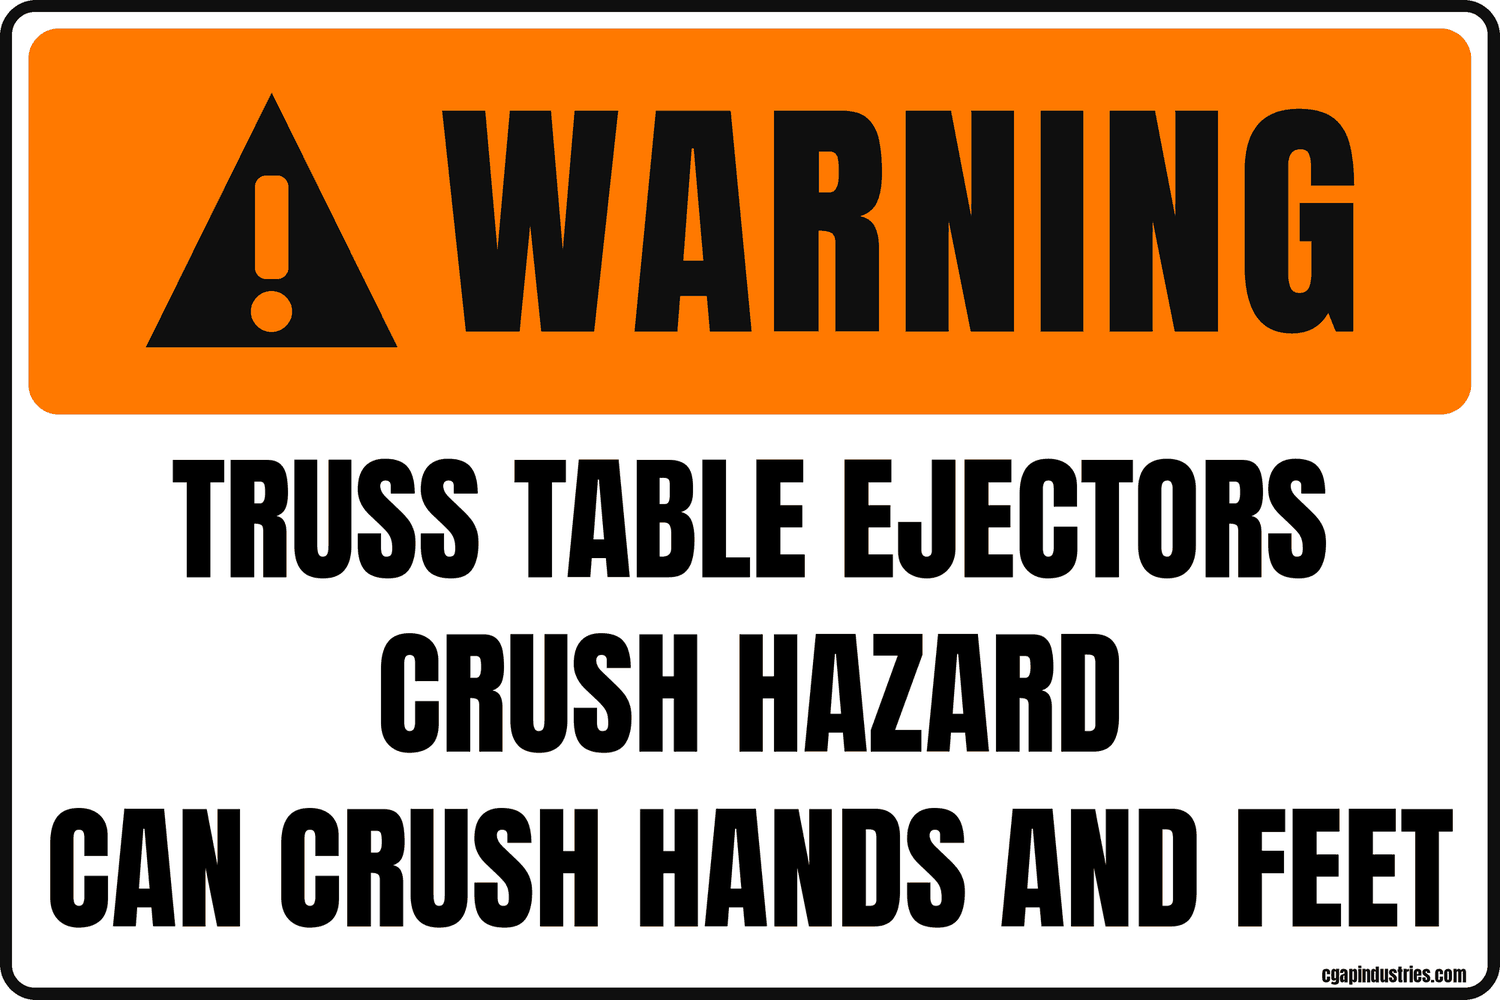 WARNING
TRUSS TABLE EJECTORS
CRUSH HAZARD
CAN CRUSH HANDS AND FEET
cgapindustries.com